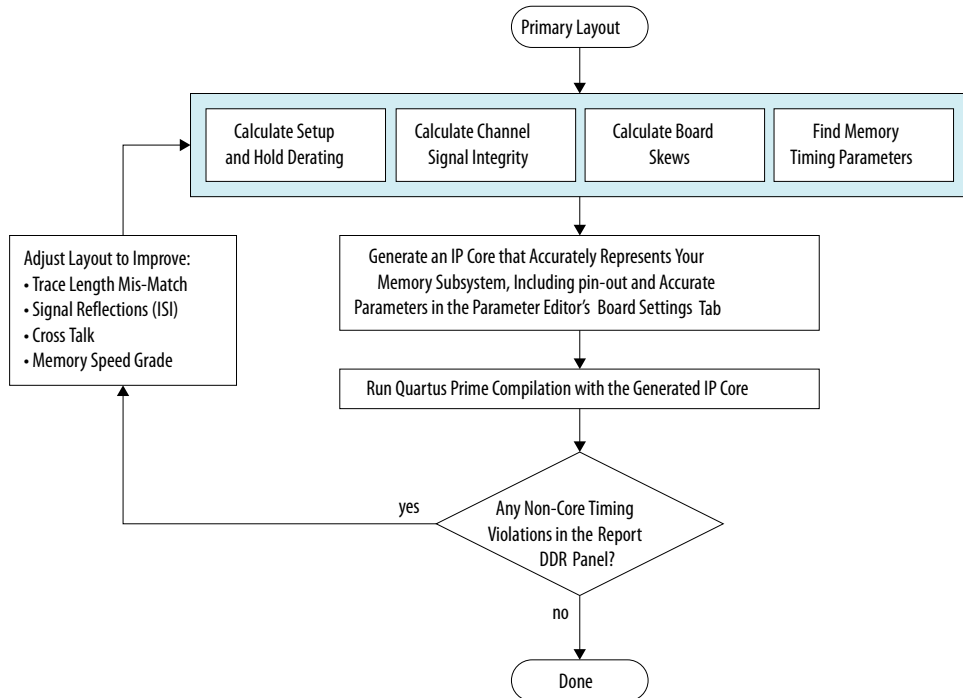 Primary Layout
Calculate Setup
and Hold Derating
Calculate Channel
Signal Integrity
Calculate Board
Skews
Find Memory
Timing Parameters
Adjust Layout to Improve:
• Trace Length Mis-Match
• Signal Reflections (ISI)
• Cross Talk
• Memory Speed Grade
Generate an IP Core that Accurately Represents Your
Memory Subsystem, Including pin-out and Accurate
Parameters in the Parameter Editor's Board Settings Tab
Run Quartus Prime Compilation with the Generated IP Core
yes
Any Non-Core Timing
Violations in the Report
DDR Panel?
no
Done